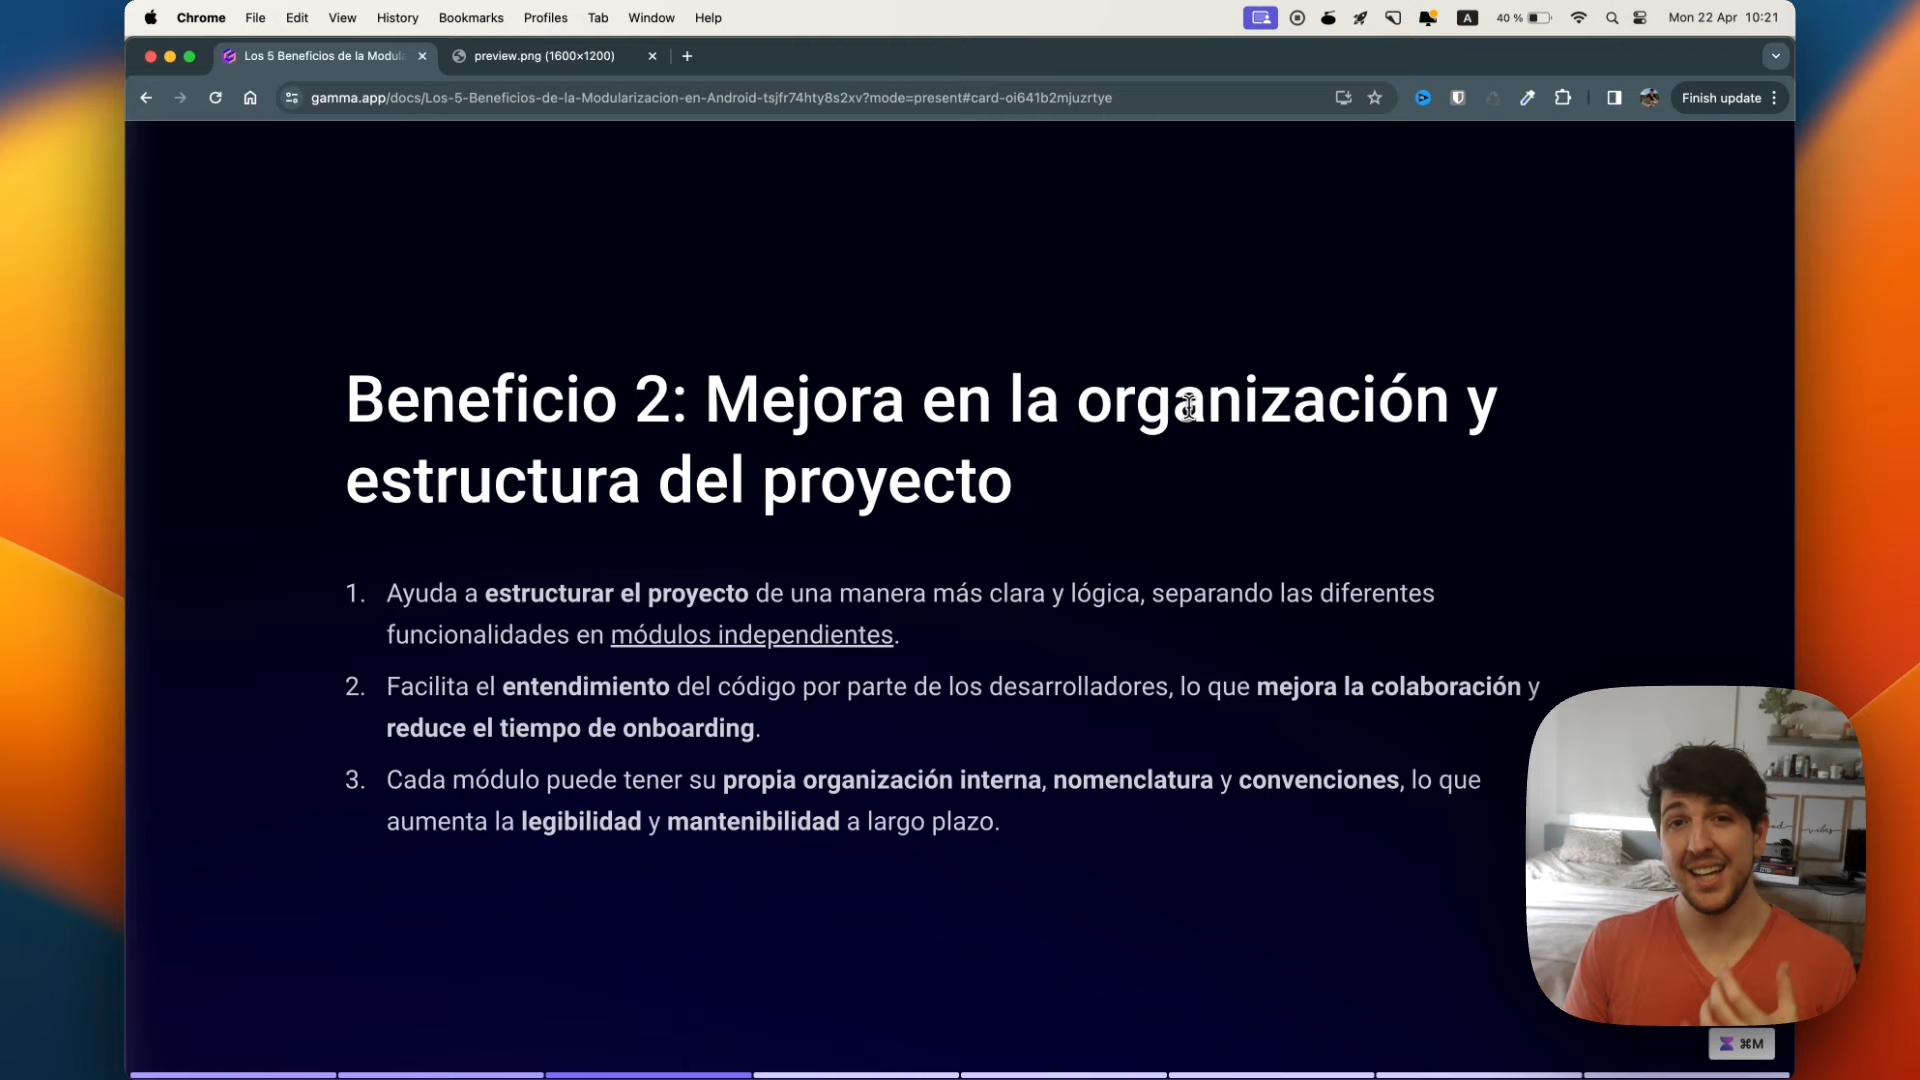 Chrome File Edit View History Bookmarks Profiles Tab Window Help A 40 % Mon 22 Apr 10:21
Los 5 Beneficios de la Modul preview.png (1600×1200)
gamma.app/docs/Los-5-Beneficios-de-la-Modularizacion-en-Android-tsjfr74hty8s2xv?mode=present#card-oi641b2mjuzrtye Finish update
Beneficio 2: Mejora en la organización y
estructura del proyecto
1. Ayuda a estructurar el proyecto de una manera más clara y lógica, separando las diferentes
funcionalidades en módulos independientes.
2. Facilita el entendimiento del código por parte de los desarrolladores, lo que mejora la colaboración y
reduce el tiempo de onboarding.
3. Cada módulo puede tener su propia organización interna, nomenclatura y convenciones, lo que
aumenta la legibilidad y mantenibilidad a largo plazo.
⌘M